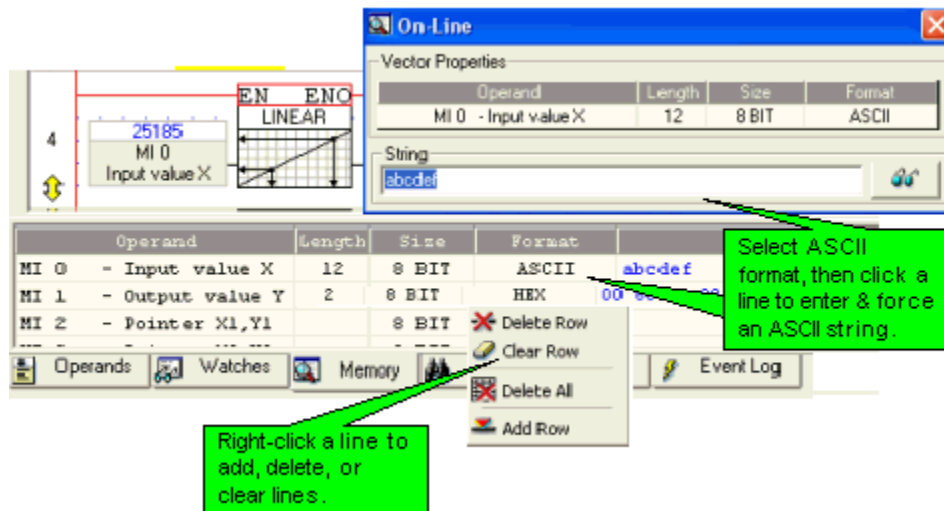 On-Line
Vector Properties
Operand Length Size Format
MI 0 - Input value X 12 8 BIT ASCII
String
abcdef
EN ENO
LINEAR
4
25185
MI 0
Input value X
Operand Length Size Format
MI 0 - Input value X 12 8 BIT ASCII abcdef
MI 1 - Output value Y 2 8 BIT HEX 00
MI 2 - Pointer X1,Y1 8 BIT
Delete Row
Clear Row
Delete All
Add Row
Operands Watches Memory Event Log
Select ASCII
format, then click a
line to enter & force
an ASCII string.
Right-click a line to
add, delete, or
clear lines.